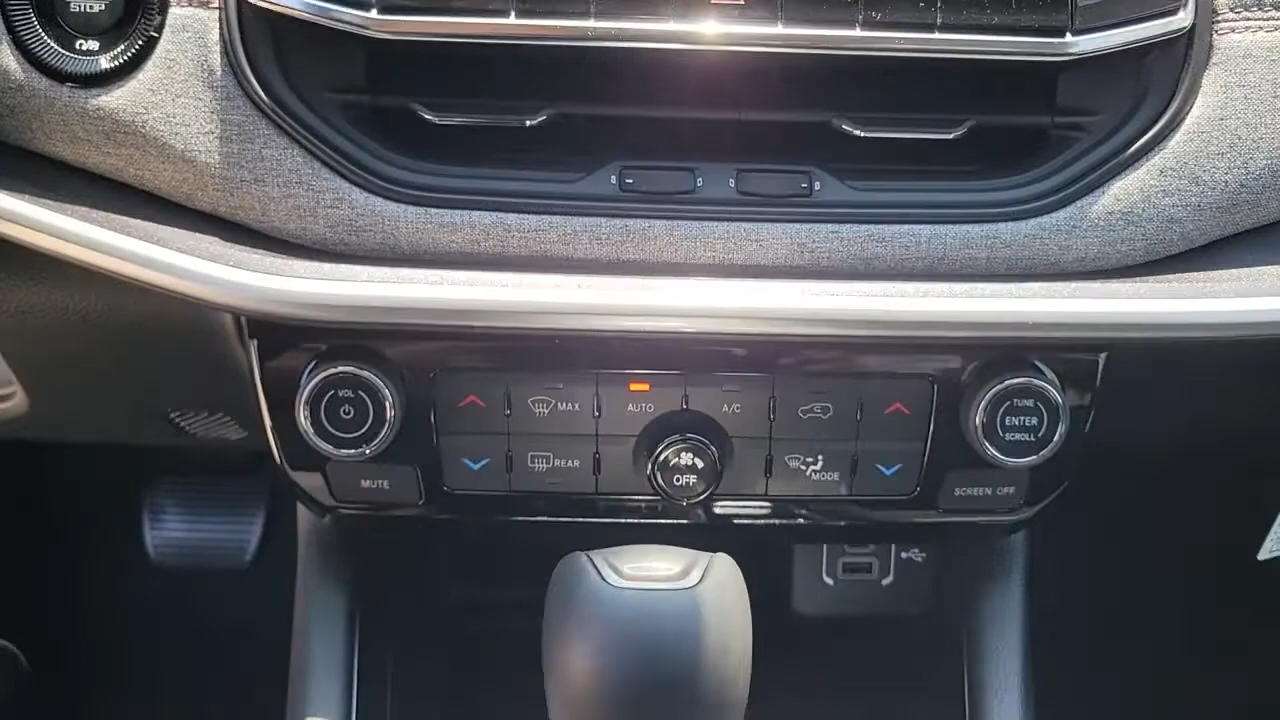 STOP
VOL
MAX
AUTO
A/C
TUNE
ENTER
SCROLL
REAR
OFF
MODE
MUTE
SCREEN OFF